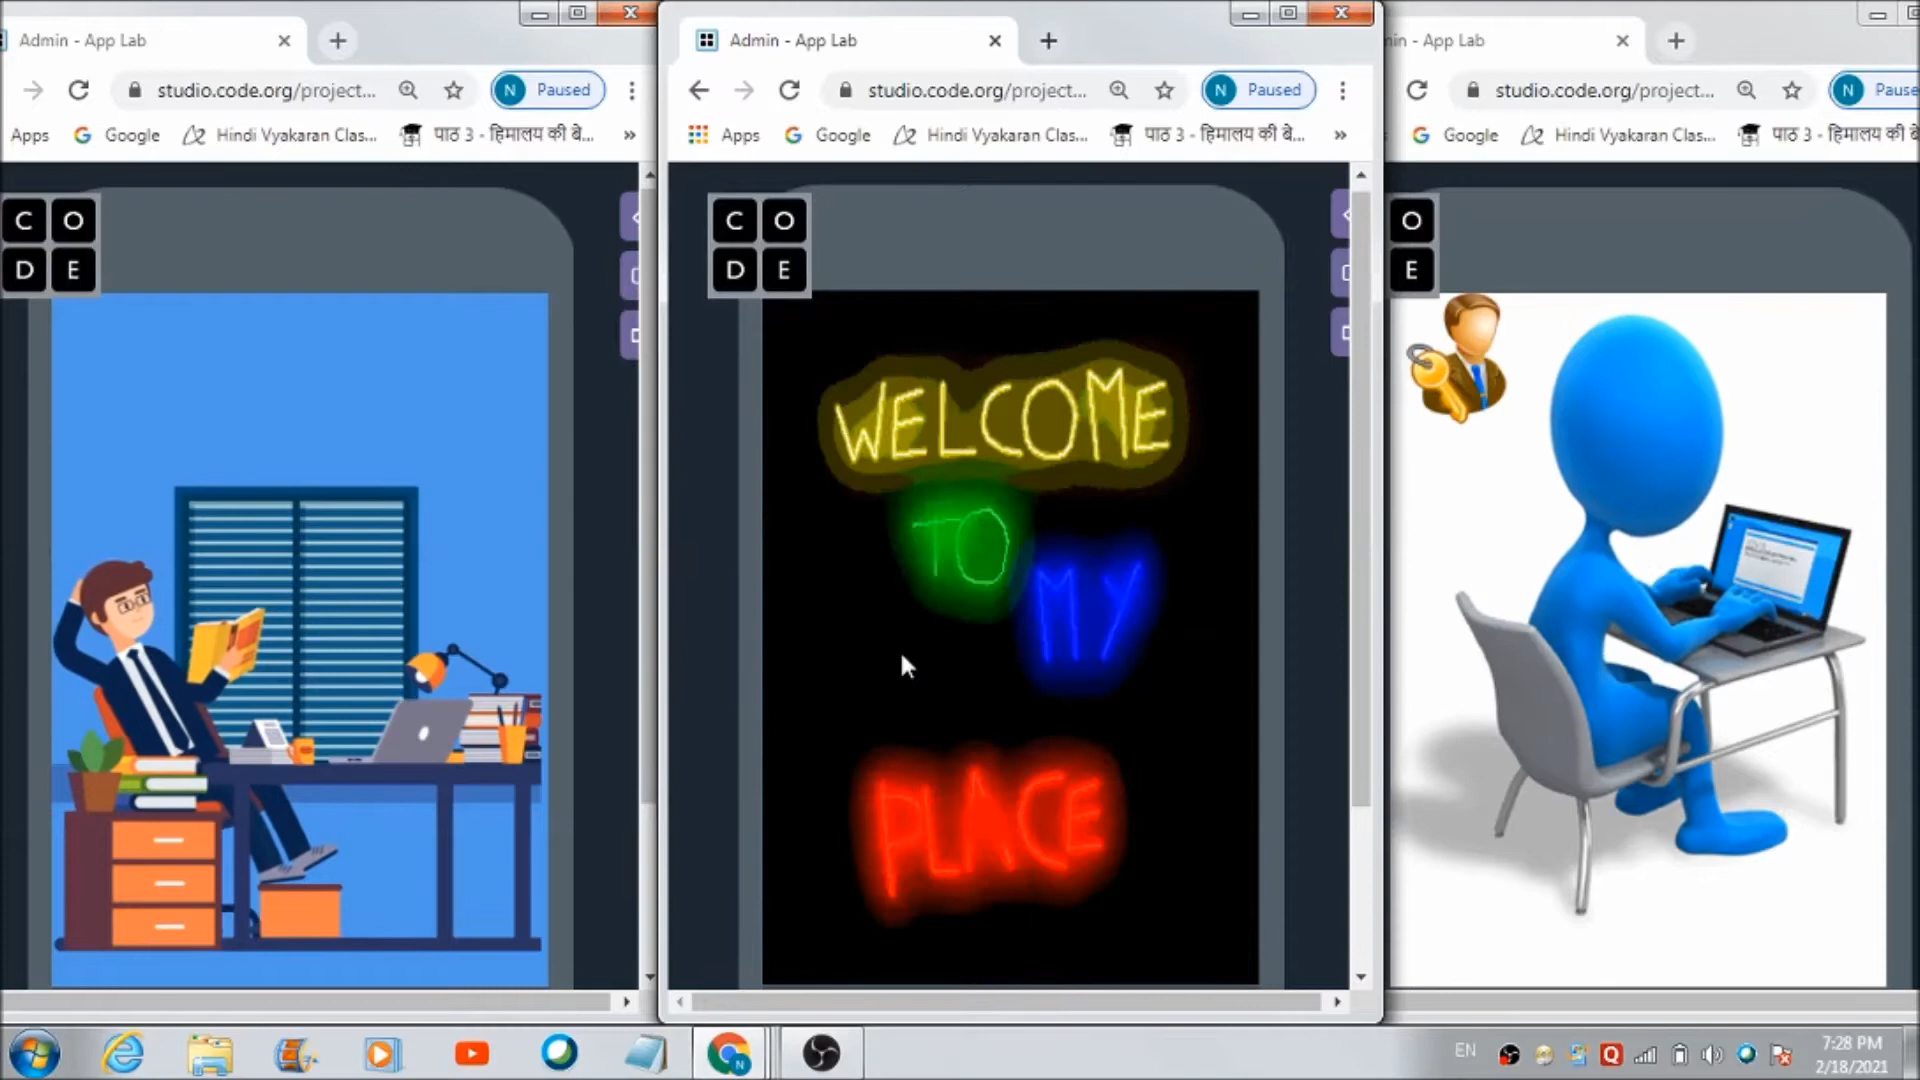 Admin - App Lab
studio.code.org/project...
N Paused
Apps
Google
Hindi Vyakaran Clas...
पाठ 3 - हिमालय की बे...
»
C O
D E
Admin - App Lab
studio.code.org/project...
N Paused
Apps
Google
Hindi Vyakaran Clas...
पाठ 3 - हिमालय की बे...
»
C O
D E
WELCOME
TO
MY
PLACE
in - App Lab
studio.code.org/project...
N Pause
Google
Hindi Vyakaran Clas...
पाठ 3 - हिमालय की बे
O
E
EN
7:28 PM
2/18/2021